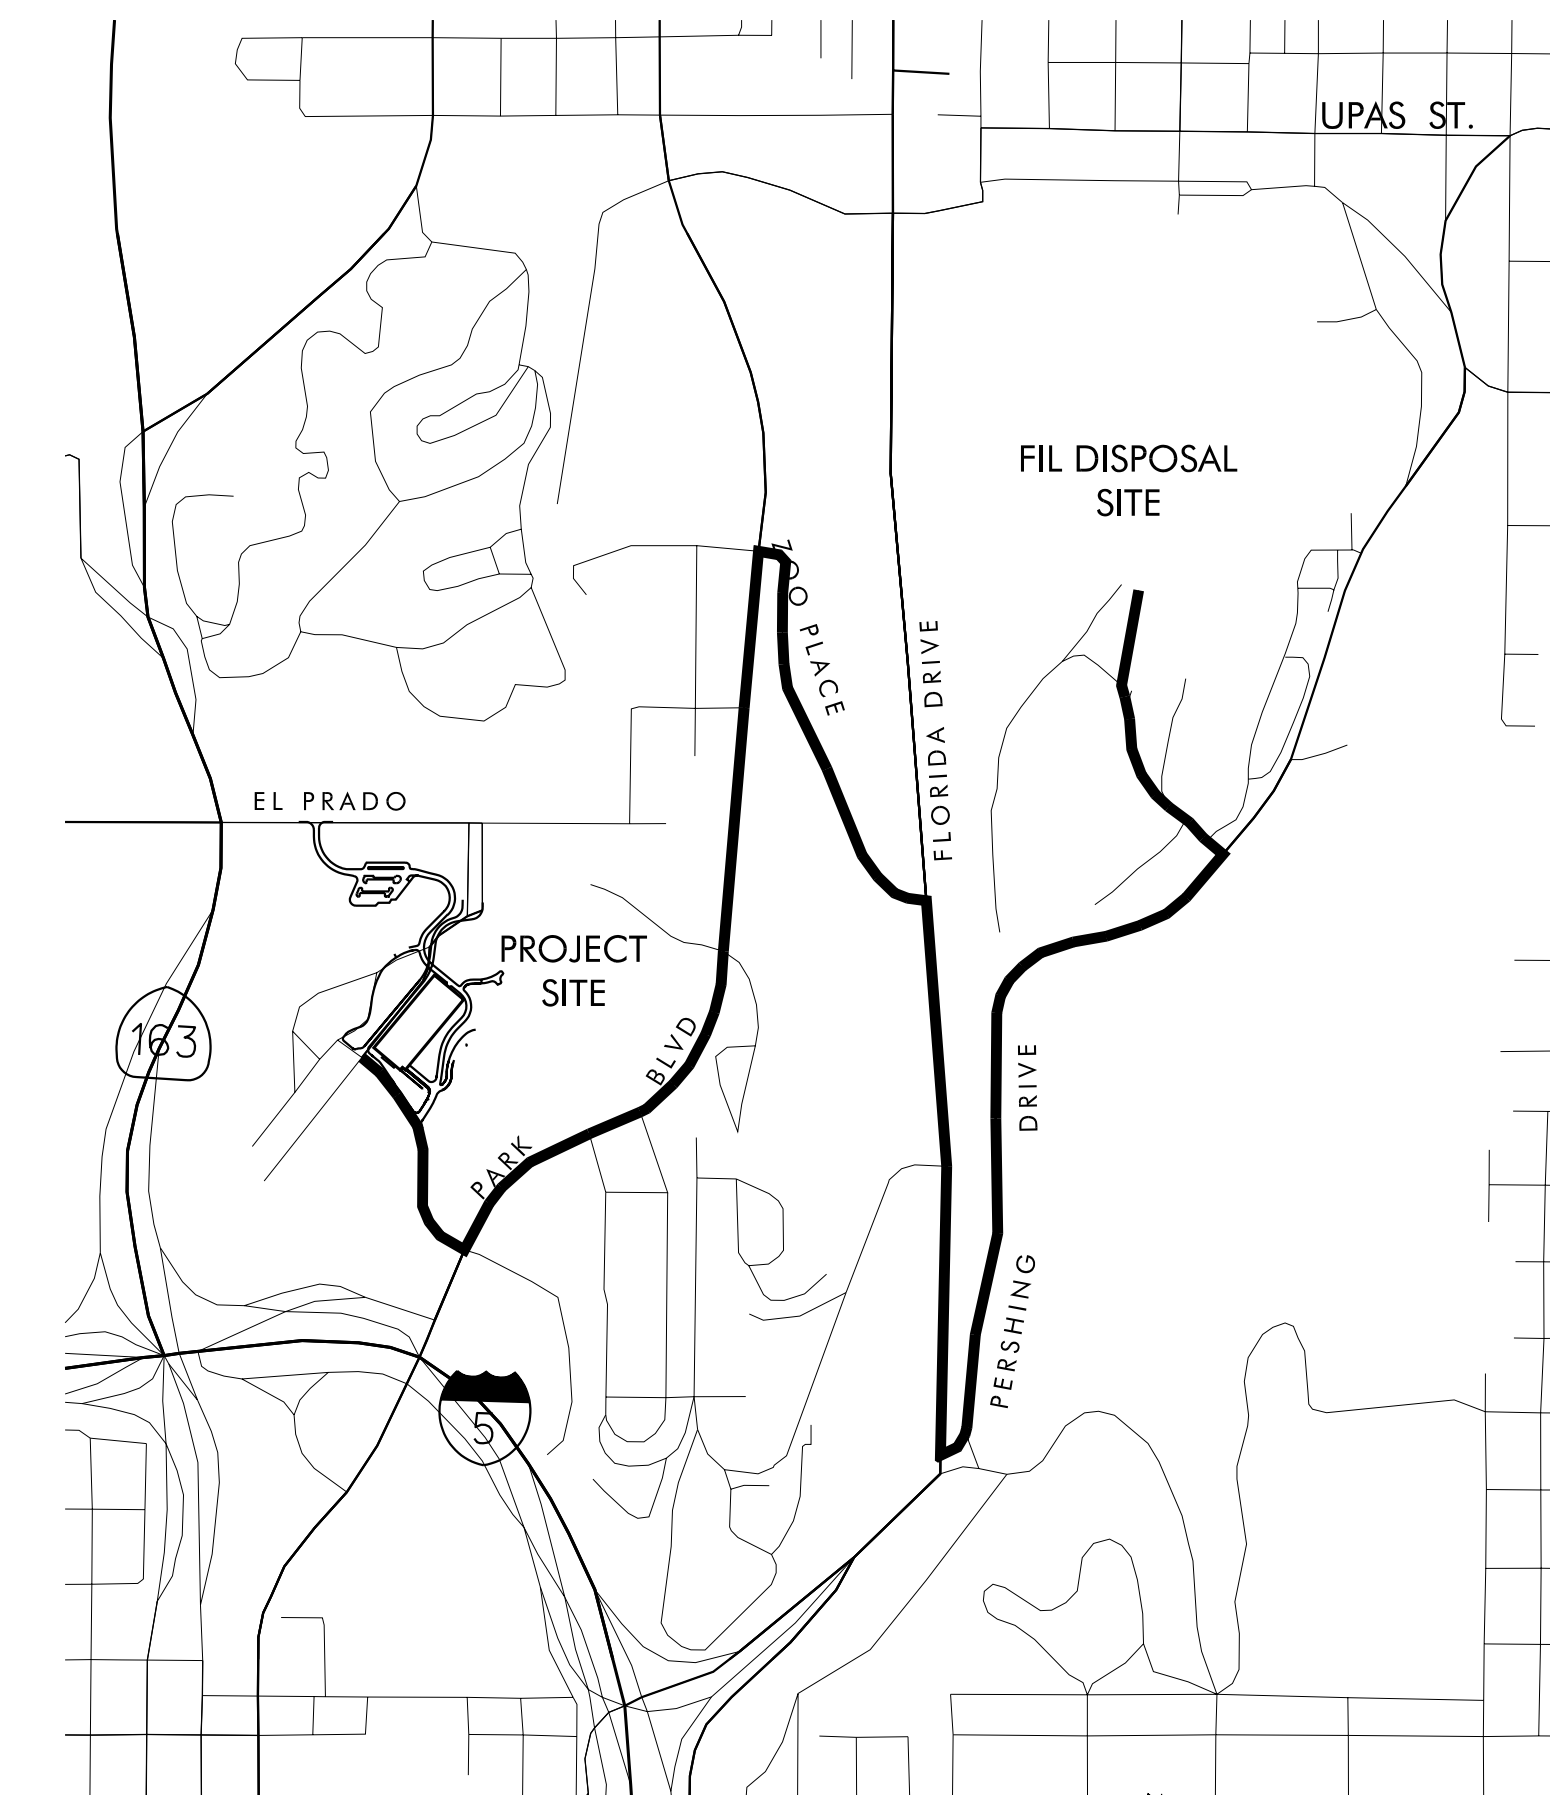 UPAS ST.
FIL DISPOSAL
SITE
ZOO PLACE
FLORIDA DRIVE
EL PRADO
PROJECT
SITE
163
BLVD
PARK
DRIVE
PERSHING
5